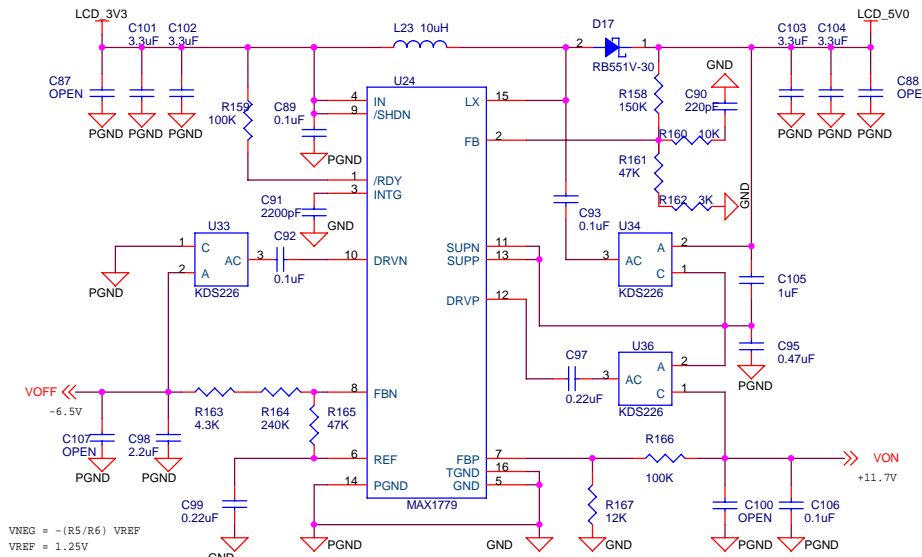 LCD_3V3
LCD_5V0
C101
3.3uF
C102
3.3uF
L23 10uH
D17
2
1
RB551V-30
C103
3.3uF
C104
3.3uF
C87
OPEN
PGND
PGND
PGND
R159
100K
C89
0.1uF
PGND
U24
4
IN
9
/SHDN
1
/RDY
3
INTG
10
DRVN
8
FBN
6
REF
14
PGND
LX
15
FB
2
SUPN
11
SUPP
13
DRVP
12
FBP
7
TGND
16
GND
5
MAX1779
R158
150K
GND
C90
220pF
R160 10K
R161
47K
R162 3K
GND
PGND
PGND
PGND
C88
OPE
C91
2200pF
GND
U33
1
C
2
A
AC
3
KDS226
C92
0.1uF
PGND
C93
0.1uF
U34
3
AC
A
2
C
1
KDS226
C105
1uF
C95
0.47uF
PGND
C97
0.22uF
U36
3
AC
A
2
C
1
KDS226
VOFF
-6.5V
R163
4.3K
R164
240K
R165
47K
C107
OPEN
PGND
C98
2.2uF
PGND
C99
0.22uF
GND
PGND
GND
R166
100K
R167
12K
GND
VON
+11.7V
C100
OPEN
PGND
C106
0.1uF
PGND
VNEG = -(R5/R6) VREF
VREF = 1.25V